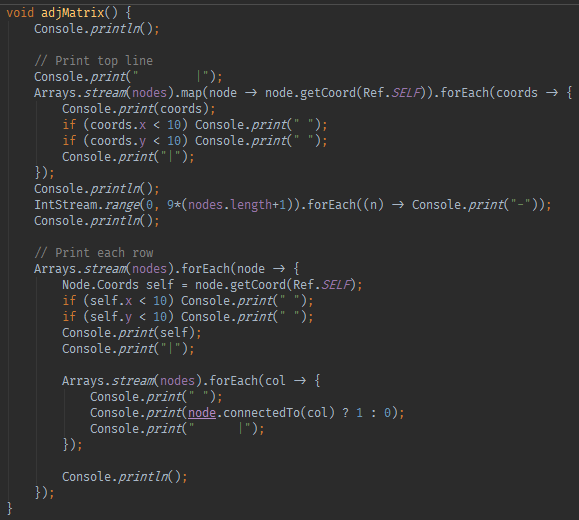 void adjMatrix() {
    Console.println();

    // Print top line
    Console.print("        |");
    Arrays.stream(nodes).map(node → node.getCoord(Ref.SELF)).forEach(coords → {
        Console.print(coords);
        if (coords.x < 10) Console.print(" ");
        if (coords.y < 10) Console.print(" ");
        Console.print("|");
    });
    Console.println();
    IntStream.range(0, 9*(nodes.length+1)).forEach((n) → Console.print("-"));
    Console.println();

    // Print each row
    Arrays.stream(nodes).forEach(node → {
        Node.Coords self = node.getCoord(Ref.SELF);
        if (self.x < 10) Console.print(" ");
        if (self.y < 10) Console.print(" ");
        Console.print(self);
        Console.print("|");

        Arrays.stream(nodes).forEach(col → {
            Console.print(" ");
            Console.print(node.connectedTo(col) ? 1 : 0);
            Console.print("      |");
        });

        Console.println();
    });
}